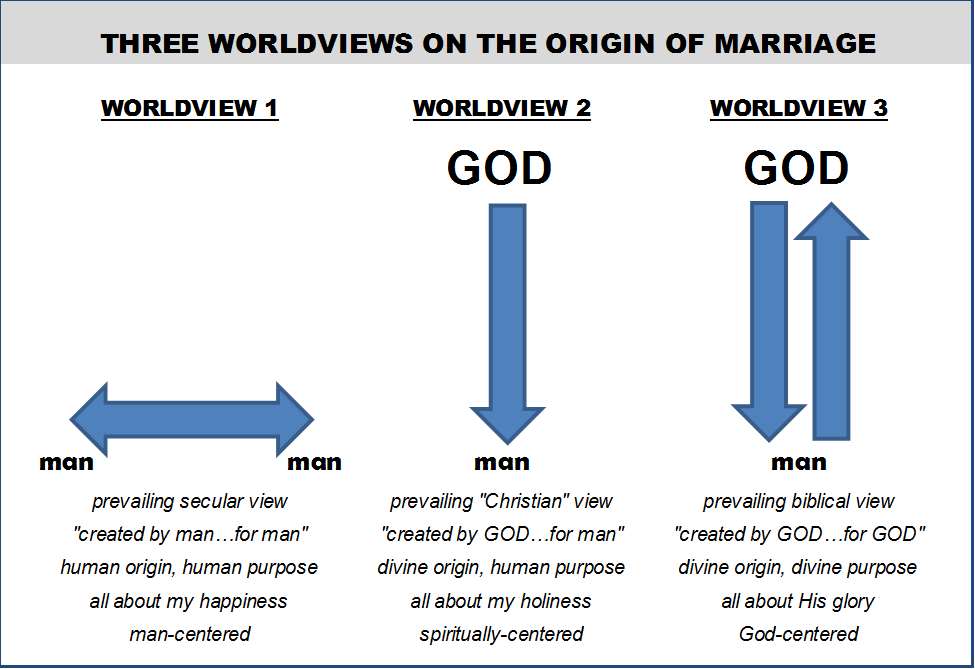 THREE WORLDVIEWS ON THE ORIGIN OF MARRIAGE
WORLDVIEW 1
man man
prevailing secular view
"created by man…for man"
human origin, human purpose
all about my happiness
man-centered
WORLDVIEW 2
GOD
man
prevailing "Christian" view
"created by GOD…for man"
divine origin, human purpose
all about my holiness
spiritually-centered
WORLDVIEW 3
GOD
man
prevailing biblical view
"created by GOD…for GOD"
divine origin, divine purpose
all about His glory
God-centered